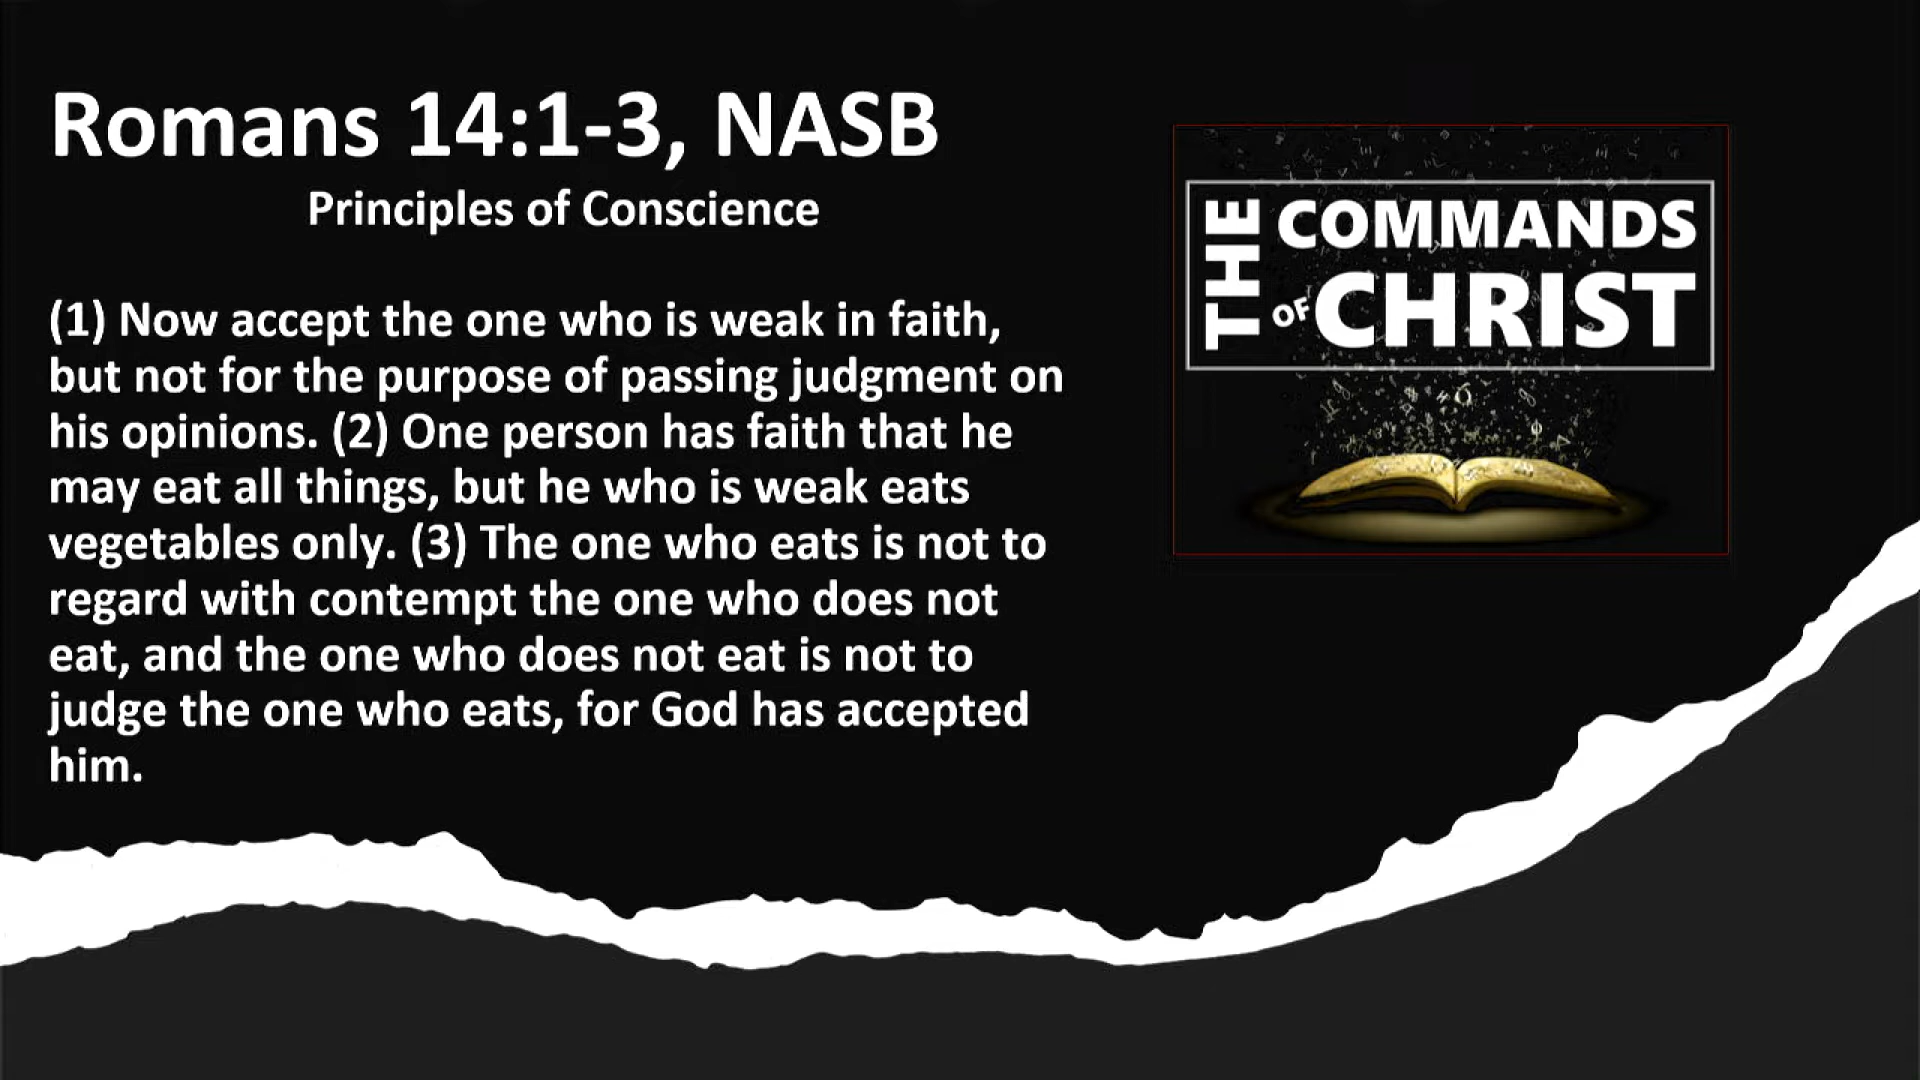 Romans 14:1-3, NASB
Principles of Conscience
(1) Now accept the one who is weak in faith,
but not for the purpose of passing judgment on
his opinions. (2) One person has faith that he
may eat all things, but he who is weak eats
vegetables only. (3) The one who eats is not to
regard with contempt the one who does not
eat, and the one who does not eat is not to
judge the one who eats, for God has accepted
him.
THE COMMANDS
OF CHRIST